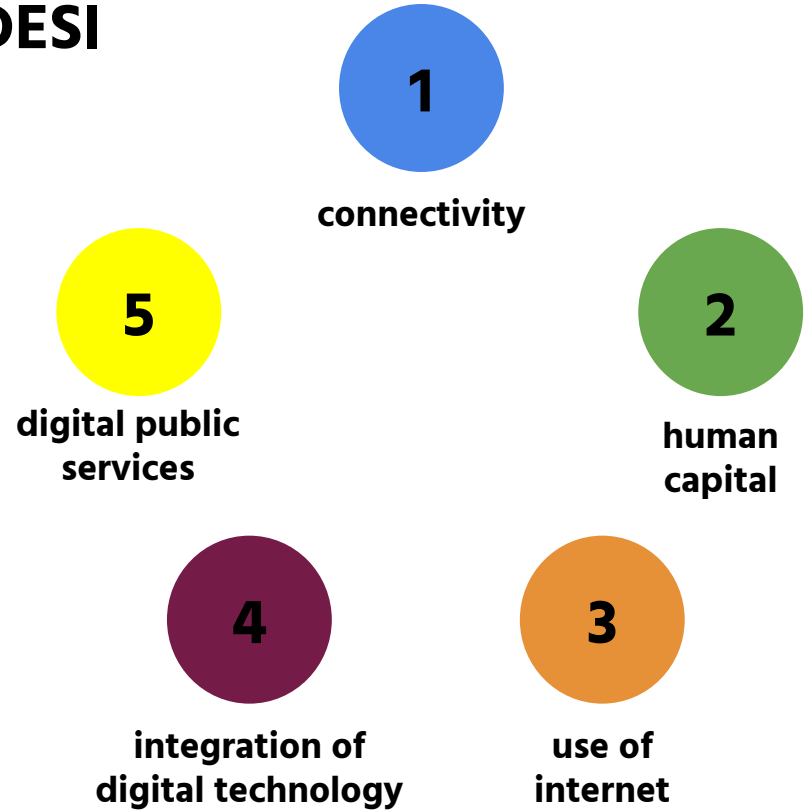 DESI
1
connectivity
5
digital public
services
2
human
capital
4
integration of
digital technology
3
use of
internet